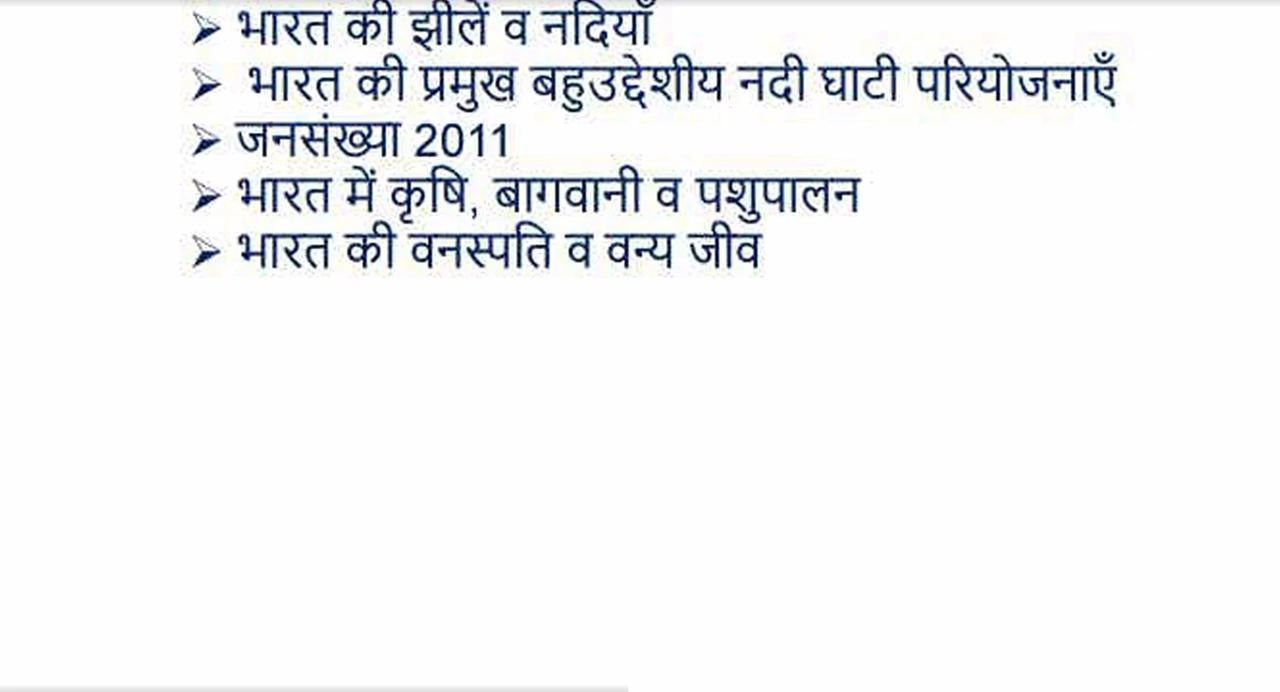 ➢ भारत की झीलें व नदियाँ
➢ भारत की प्रमुख बहुउद्देशीय नदी घाटी परियोजनाएँ
➢ जनसंख्या 2011
➢ भारत में कृषि, बागवानी व पशुपालन
➢ भारत की वनस्पति व वन्य जीव